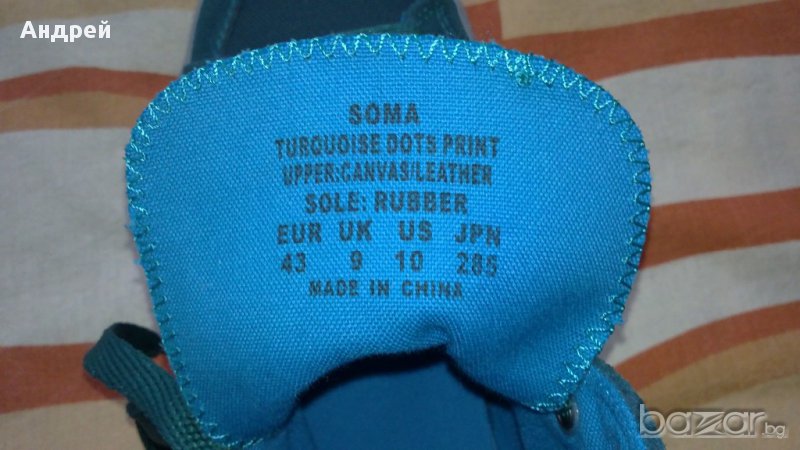 Андрей
SOMA
TURQUOISE DOTS PRINT
UPPER:CANVAS/LEATHER
SOLE: RUBBER
EUR UK US JPN
43 9 10 285
MADE IN CHINA
bazar.bg